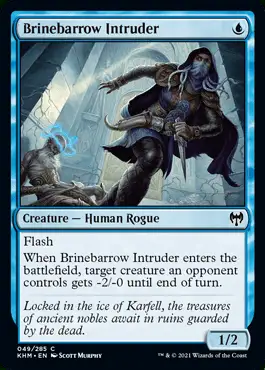 Brinebarrow Intruder
Creature — Human Rogue
Flash
When Brinebarrow Intruder enters the
battlefield, target creature an opponent
controls gets -2/-0 until end of turn.
Locked in the ice of Karfell, the treasures
of ancient nobles await in ruins guarded
by the dead.
1/2
049/285 C
KHM • EN SCOTT MURPHY
™ & © 2021 Wizards of the Coast